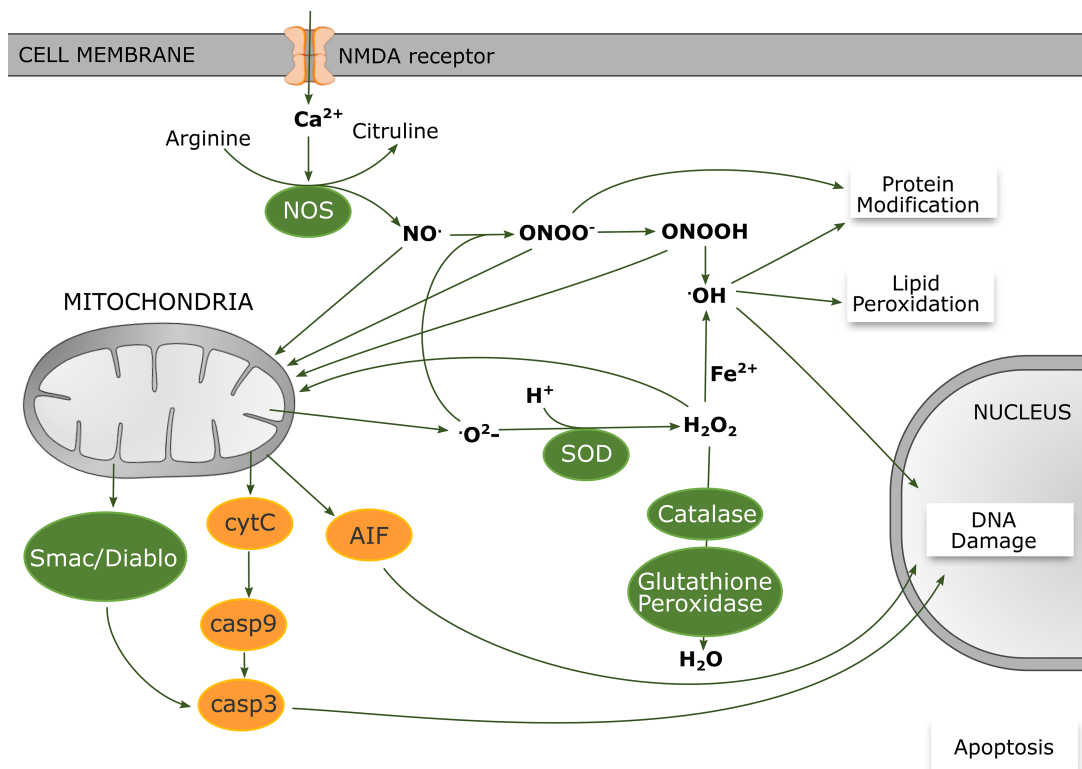 CELL MEMBRANE
NMDA receptor
Ca²⁺
Arginine
Citruline
NOS
NO·
ONOO⁻
ONOOH
Protein
Modification
·OH
Lipid
Peroxidation
MITOCHONDRIA
Fe²⁺
H⁺
·O²⁻
SOD
H₂O₂
NUCLEUS
Catalase
DNA
Damage
Smac/Diablo
cytC
AIF
Glutathione
Peroxidase
casp9
H₂O
casp3
Apoptosis